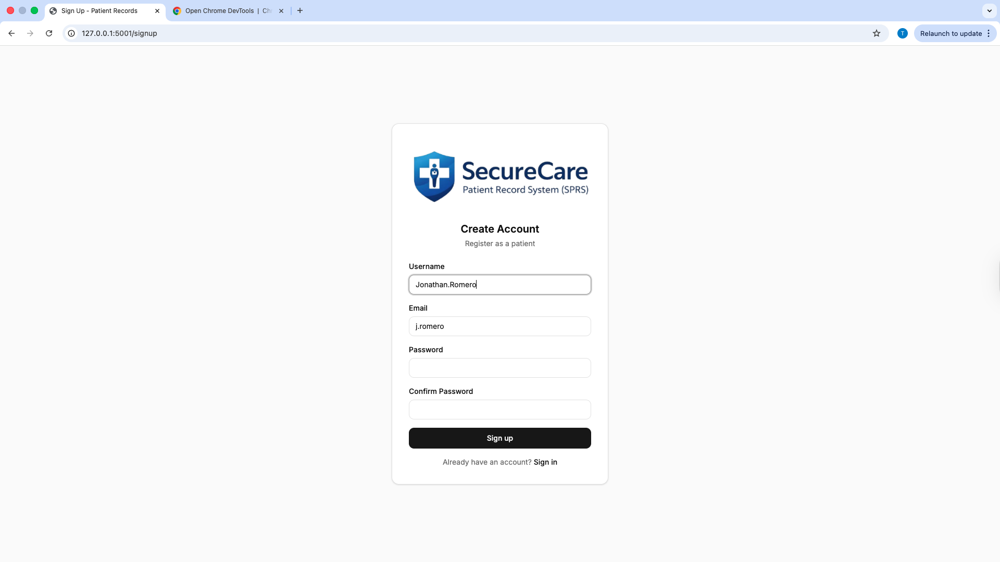 Sign Up - Patient Records
Open Chrome DevTools | Ch
127.0.0.1:5001/signup
T
Relaunch to update
SecureCare
Patient Record System (SPRS)
Create Account
Register as a patient
Username
Jonathan.Romero
Email
j.romero
Password
Confirm Password
Sign up
Already have an account? Sign in